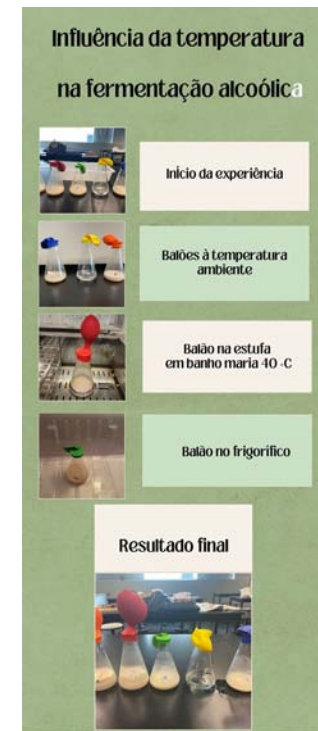 Influência da temperatura
na fermentação alcoólica
Início da experiência
Balões à temperatura
ambiente
Balão na estufa
em banho maria 40 ºC
Balão no frigorífico
Resultado final